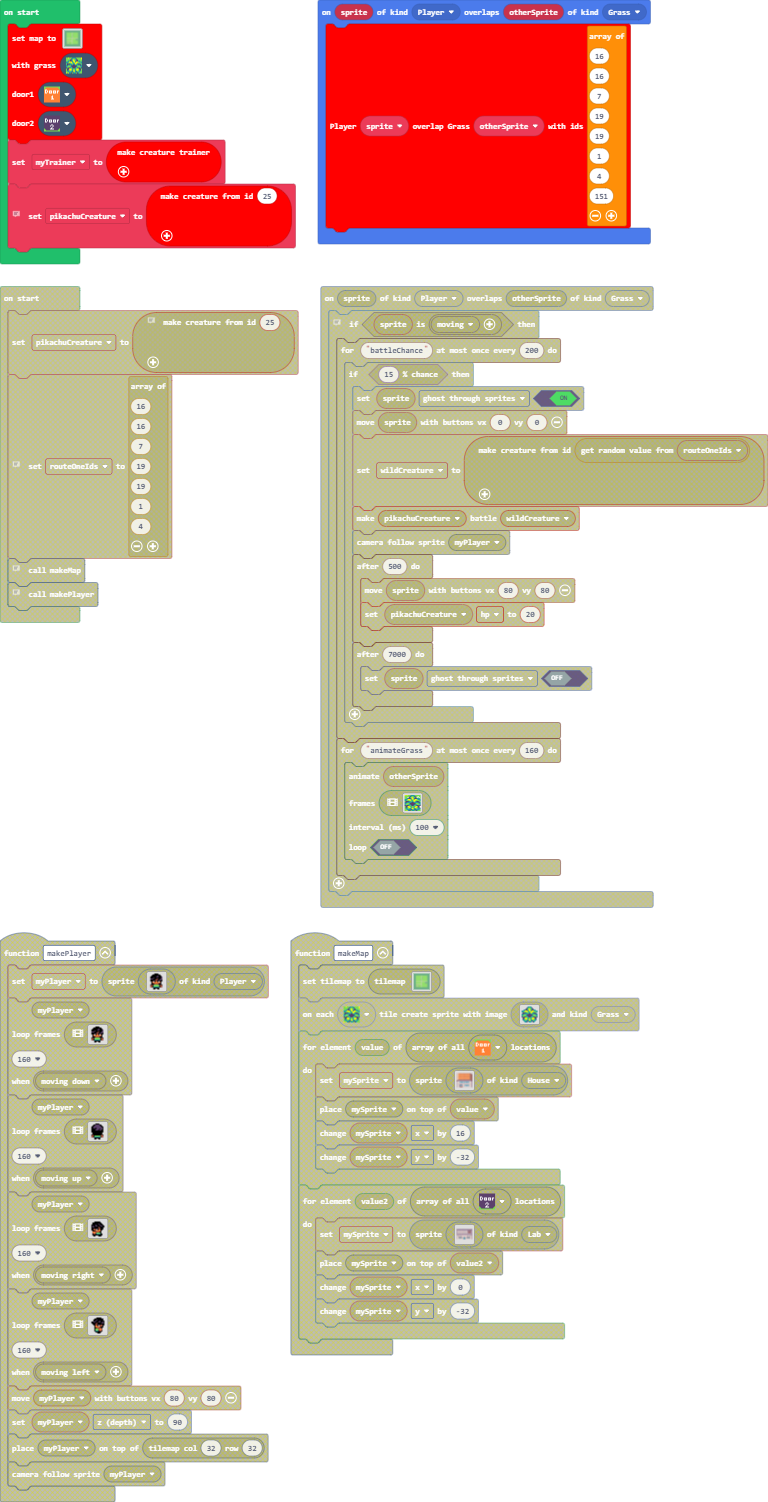 on start
set map to
with grass
door1 Door 1
door2 Door 2
set myTrainer to make creature trainer
set pikachuCreature to make creature from id 25
on sprite of kind Player overlaps otherSprite of kind Grass
Player sprite overlap Grass otherSprite with ids
array of
16
16
7
19
19
1
4
151
on start
set pikachuCreature to make creature from id 25
set routeOneIds to
array of
16
16
7
19
19
1
4
call makeMap
call makePlayer
on sprite of kind Player overlaps otherSprite of kind Grass
if sprite is moving then
for "battleChance" at most once every 200 do
if 15 % chance then
set sprite ghost through sprites ON
move sprite with buttons vx 0 vy 0
set wildCreature to make creature from id get random value from routeOneIds
make pikachuCreature battle wildCreature
camera follow sprite myPlayer
after 500 do
move sprite with buttons vx 80 vy 80
set pikachuCreature hp to 20
after 7000 do
set sprite ghost through sprites OFF
for "animateGrass" at most once every 160 do
animate otherSprite
frames
interval (ms) 100
loop OFF
function makePlayer
set myPlayer to sprite of kind Player
myPlayer
loop frames
160
when moving down
myPlayer
loop frames
160
when moving up
myPlayer
loop frames
160
when moving right
myPlayer
loop frames
160
when moving left
move myPlayer with buttons vx 80 vy 80
set myPlayer z (depth) to 90
place myPlayer on top of tilemap col 32 row 32
camera follow sprite myPlayer
function makeMap
set tilemap to tilemap
on each tile create sprite with image and kind Grass
for element value of array of all Door 1 locations
do
set mySprite to sprite of kind House
place mySprite on top of value
change mySprite x by 16
change mySprite y by -32
for element value2 of array of all Door 2 locations
do
set mySprite to sprite of kind Lab
place mySprite on top of value2
change mySprite x by 0
change mySprite y by -32